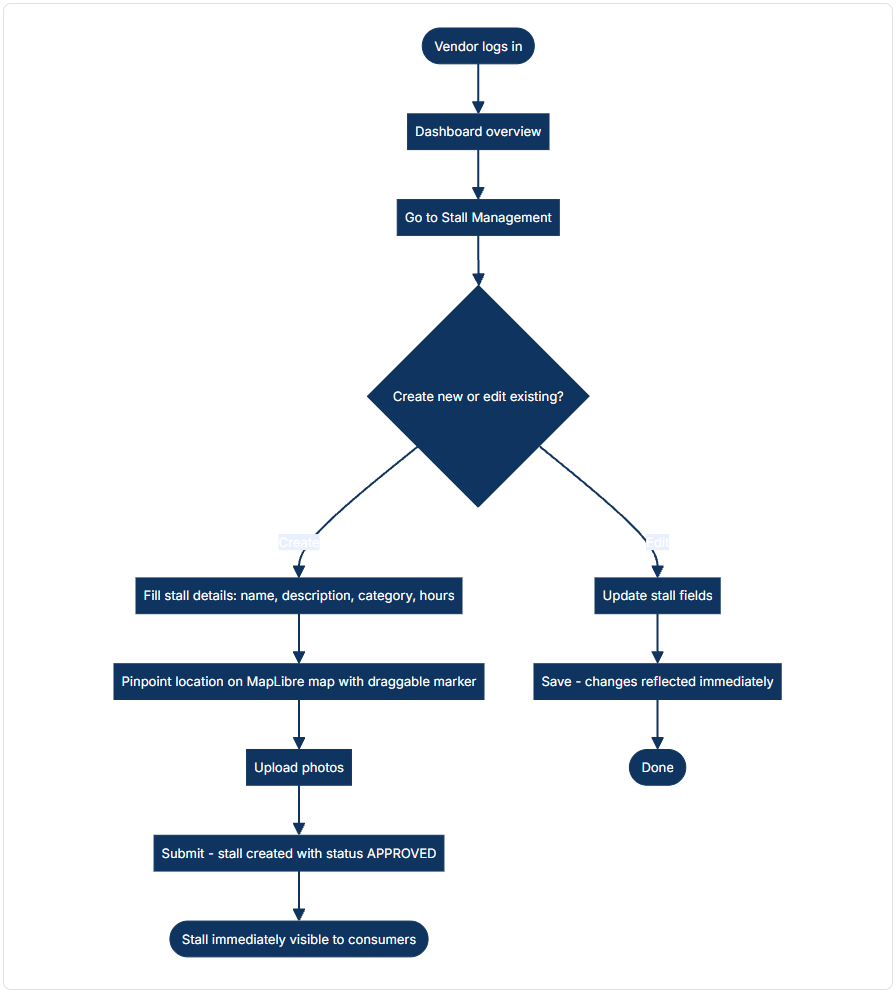 Vendor logs in
Dashboard overview
Go to Stall Management
Create new or edit existing?
Create
Edit
Fill stall details: name, description, category, hours
Update stall fields
Pinpoint location on MapLibre map with draggable marker
Save - changes reflected immediately
Upload photos
Done
Submit - stall created with status APPROVED
Stall immediately visible to consumers